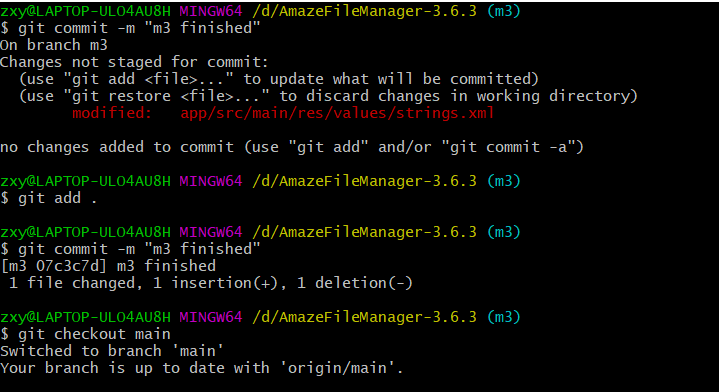 zxy@LAPTOP-ULO4AU8H MINGW64 /d/AmazeFileManager-3.6.3 (m3)
$ git commit -m "m3 finished"
On branch m3
Changes not staged for commit:
  (use "git add <file>..." to update what will be committed)
  (use "git restore <file>..." to discard changes in working directory)
        modified:   app/src/main/res/values/strings.xml

no changes added to commit (use "git add" and/or "git commit -a")

zxy@LAPTOP-ULO4AU8H MINGW64 /d/AmazeFileManager-3.6.3 (m3)
$ git add .

zxy@LAPTOP-ULO4AU8H MINGW64 /d/AmazeFileManager-3.6.3 (m3)
$ git commit -m "m3 finished"
[m3 07c3c7d] m3 finished
 1 file changed, 1 insertion(+), 1 deletion(-)

zxy@LAPTOP-ULO4AU8H MINGW64 /d/AmazeFileManager-3.6.3 (m3)
$ git checkout main
Switched to branch 'main'
Your branch is up to date with 'origin/main'.